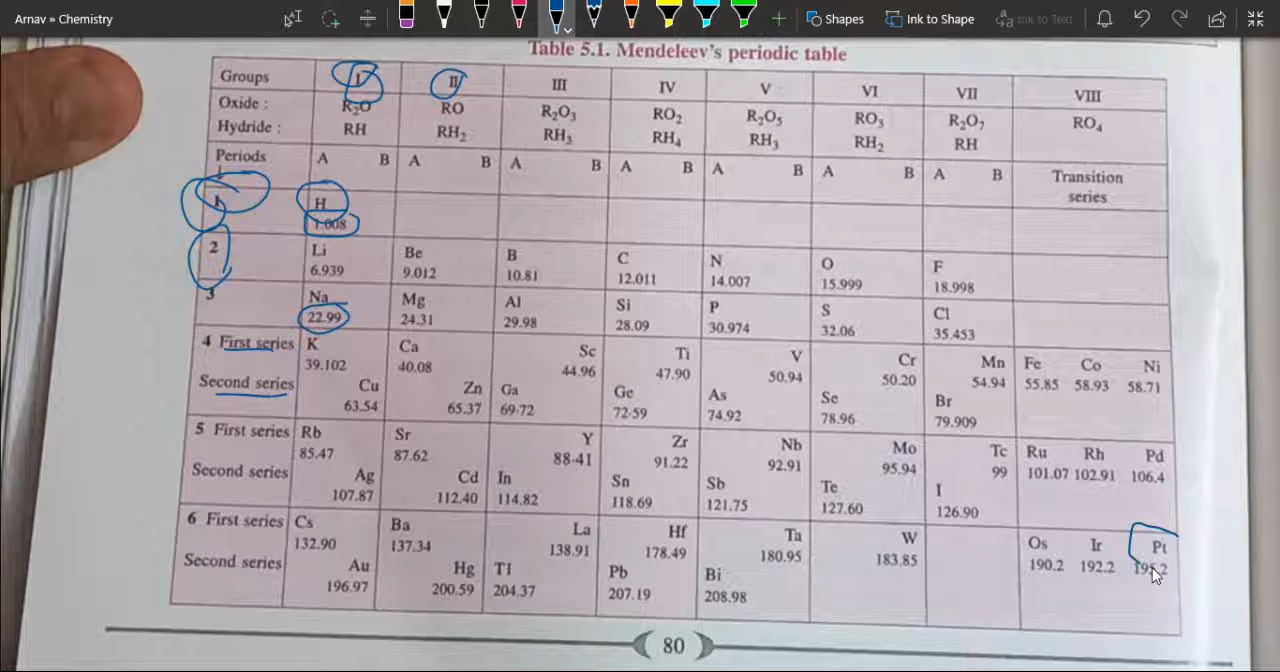 Arnav » Chemistry
Shapes
Ink to Shape
Ink to Text
Table 5.1. Mendeleev's periodic table
Groups I II III IV V VI VII VIII
Oxide : R₂O RO R₂O₃ RO₂ R₂O₅ RO₃ R₂O₇ RO₄
Hydride : RH RH₂ RH₃ RH₄ RH₃ RH₂ RH
Periods A B A B A B A B A B A B A B Transition
series
1 H
1.008
2 Li Be B C N O F
6.939 9.012 10.81 12.011 14.007 15.999 18.998
3 Na Mg Al Si P S Cl
22.99 24.31 29.98 28.09 30.974 32.06 35.453
4 First series K Ca Sc Ti V Cr Mn Fe Co Ni
39.102 40.08 44.96 47.90 50.94 50.20 54.94 55.85 58.93 58.71
Second series Cu Zn Ga Ge As Se Br
63.54 65.37 69.72 72.59 74.92 78.96 79.909
5 First series Rb Sr Y Zr Nb Mo Tc Ru Rh Pd
85.47 87.62 88.41 91.22 92.91 95.94 99 101.07 102.91 106.4
Second series Ag Cd In Sn Sb Te I
107.87 112.40 114.82 118.69 121.75 127.60 126.90
6 First series Cs Ba La Hf Ta W Os Ir Pt
132.90 137.34 138.91 178.49 180.95 183.85 190.2 192.2 195.2
Second series Au Hg Tl Pb Bi
196.97 200.59 204.37 207.19 208.98
80